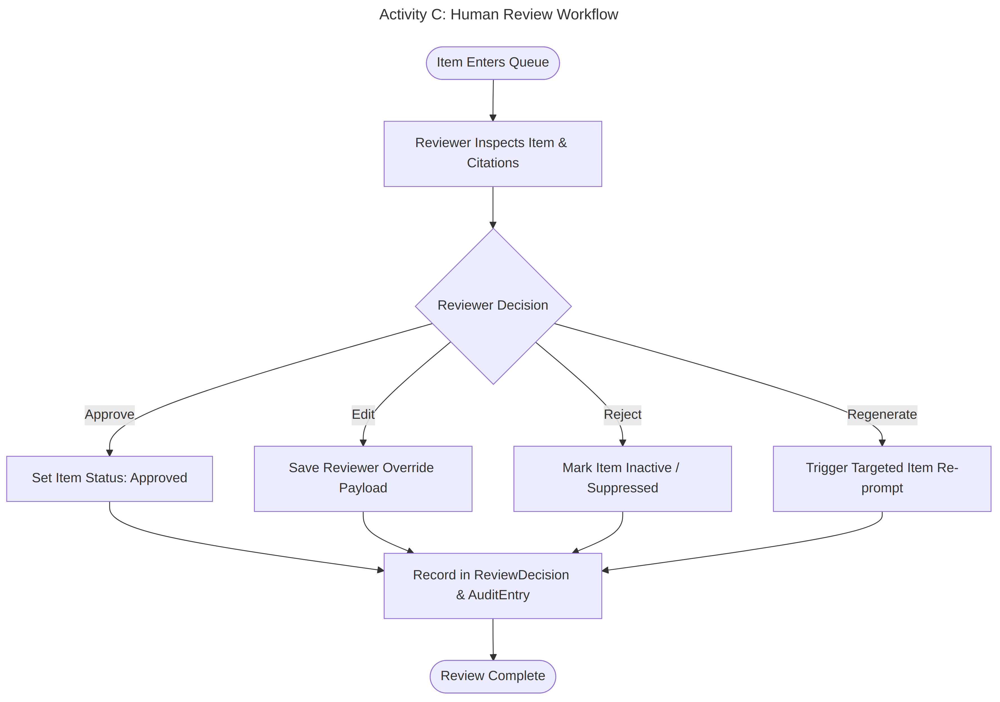 Activity C: Human Review Workflow
Item Enters Queue
Reviewer Inspects Item &
Citations
Reviewer Decision
Approve
Edit
Reject
Regenerate
Set Item Status: Approved
Save Reviewer Override
Payload
Mark Item Inactive /
Suppressed
Trigger Targeted Item Re-
prompt
Record in ReviewDecision
& AuditEntry
Review Complete